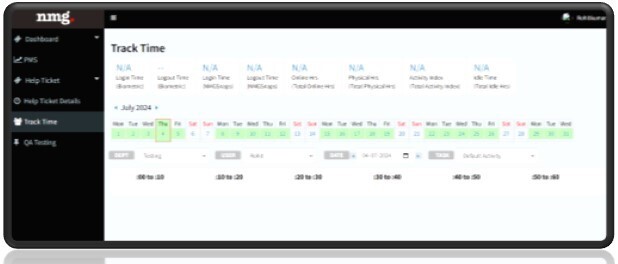 nmg.
Rohitkumar
Dashboard
PMS
Help Ticket
Help Ticket Details
Track Time
QA Testing
Track Time
N/A -- N/A N/A N/A N/A N/A N/A
Login Time Logout Time Login Time Logout Time Online Hrs Physical Hrs Activity Index Idle Time
(Biometric) (Biometric) (NMGSnaps) (NMGSnaps) (Total Online Hrs) (Total Physical Hrs) (Total Activity Index) (Total Idle Time)
« July 2024 »
Mon Tue Wed Thu Fri Sat Sun Mon Tue Wed Thu Fri Sat Sun Mon Tue Wed Thu Fri Sat Sun Mon Tue Wed Thu Fri Sat Sun Mon Tue Wed
1 2 3 4 5 6 7 8 9 10 11 12 13 14 15 16 17 18 19 20 21 22 23 24 25 26 27 28 29 30 31
DEPT Testing USER Rohit DATE « 04-07-2024 » TASK Default Activity
:00 to :10 :10 to :20 :20 to :30 :30 to :40 :40 to :50 :50 to :60